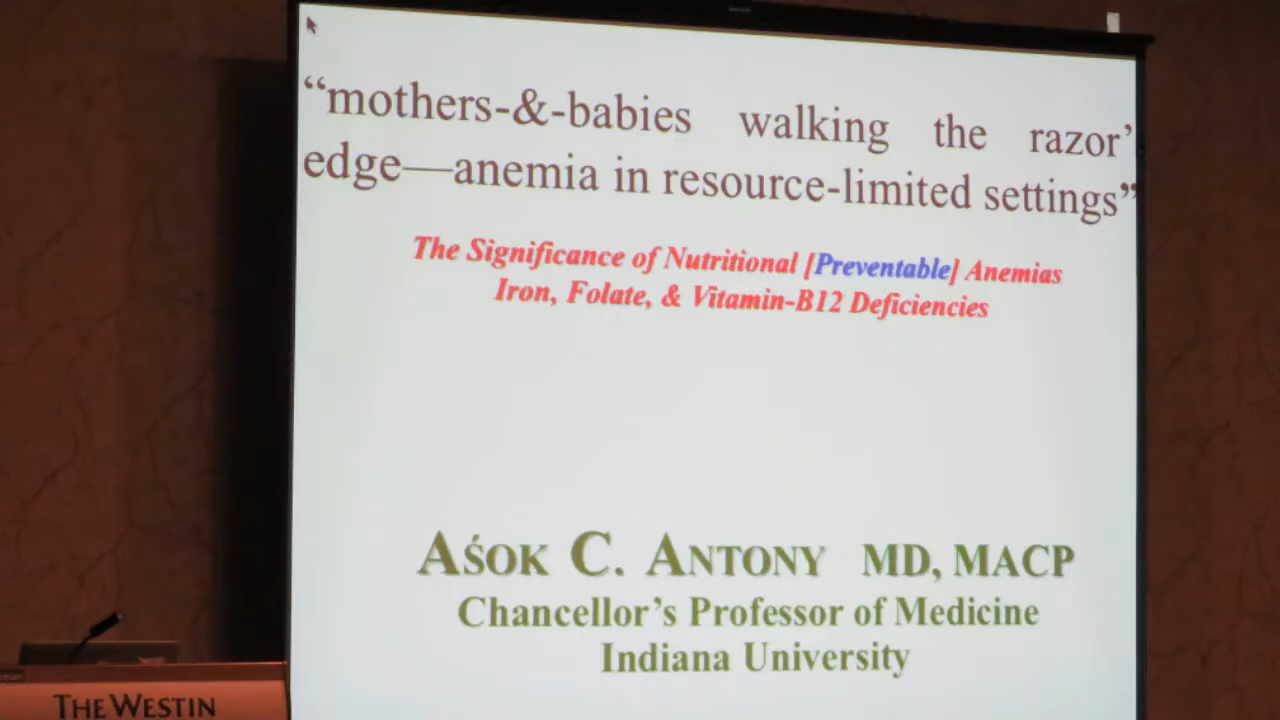 “mothers-&-babies walking the razor’
edge—anemia in resource-limited settings”
The Significance of Nutritional [Preventable] Anemias
Iron, Folate, & Vitamin-B12 Deficiencies
AŚOK C. ANTONY MD, MACP
Chancellor’s Professor of Medicine
Indiana University
THE WESTIN